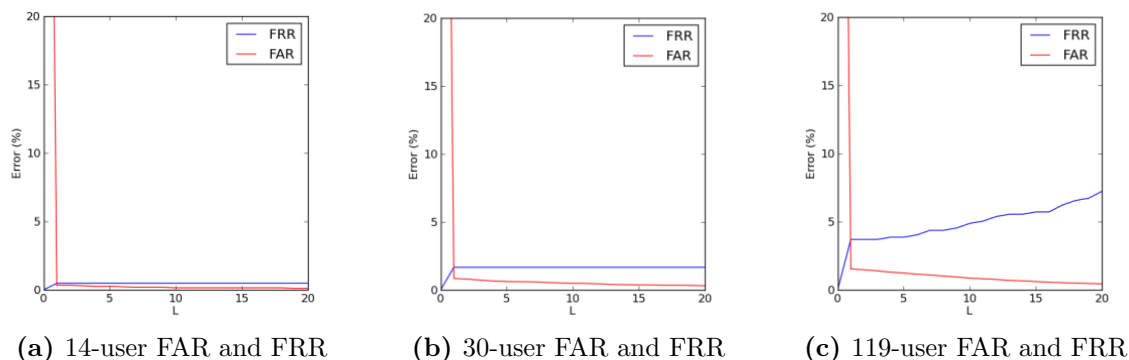 20
15
10
5
0
Error (%)
0 5 10 15 20
L
FRR
FAR
20
15
10
5
0
Error (%)
0 5 10 15 20
L
FRR
FAR
20
15
10
5
0
Error (%)
0 5 10 15 20
L
FRR
FAR
(a) 14-user FAR and FRR
(b) 30-user FAR and FRR
(c) 119-user FAR and FRR